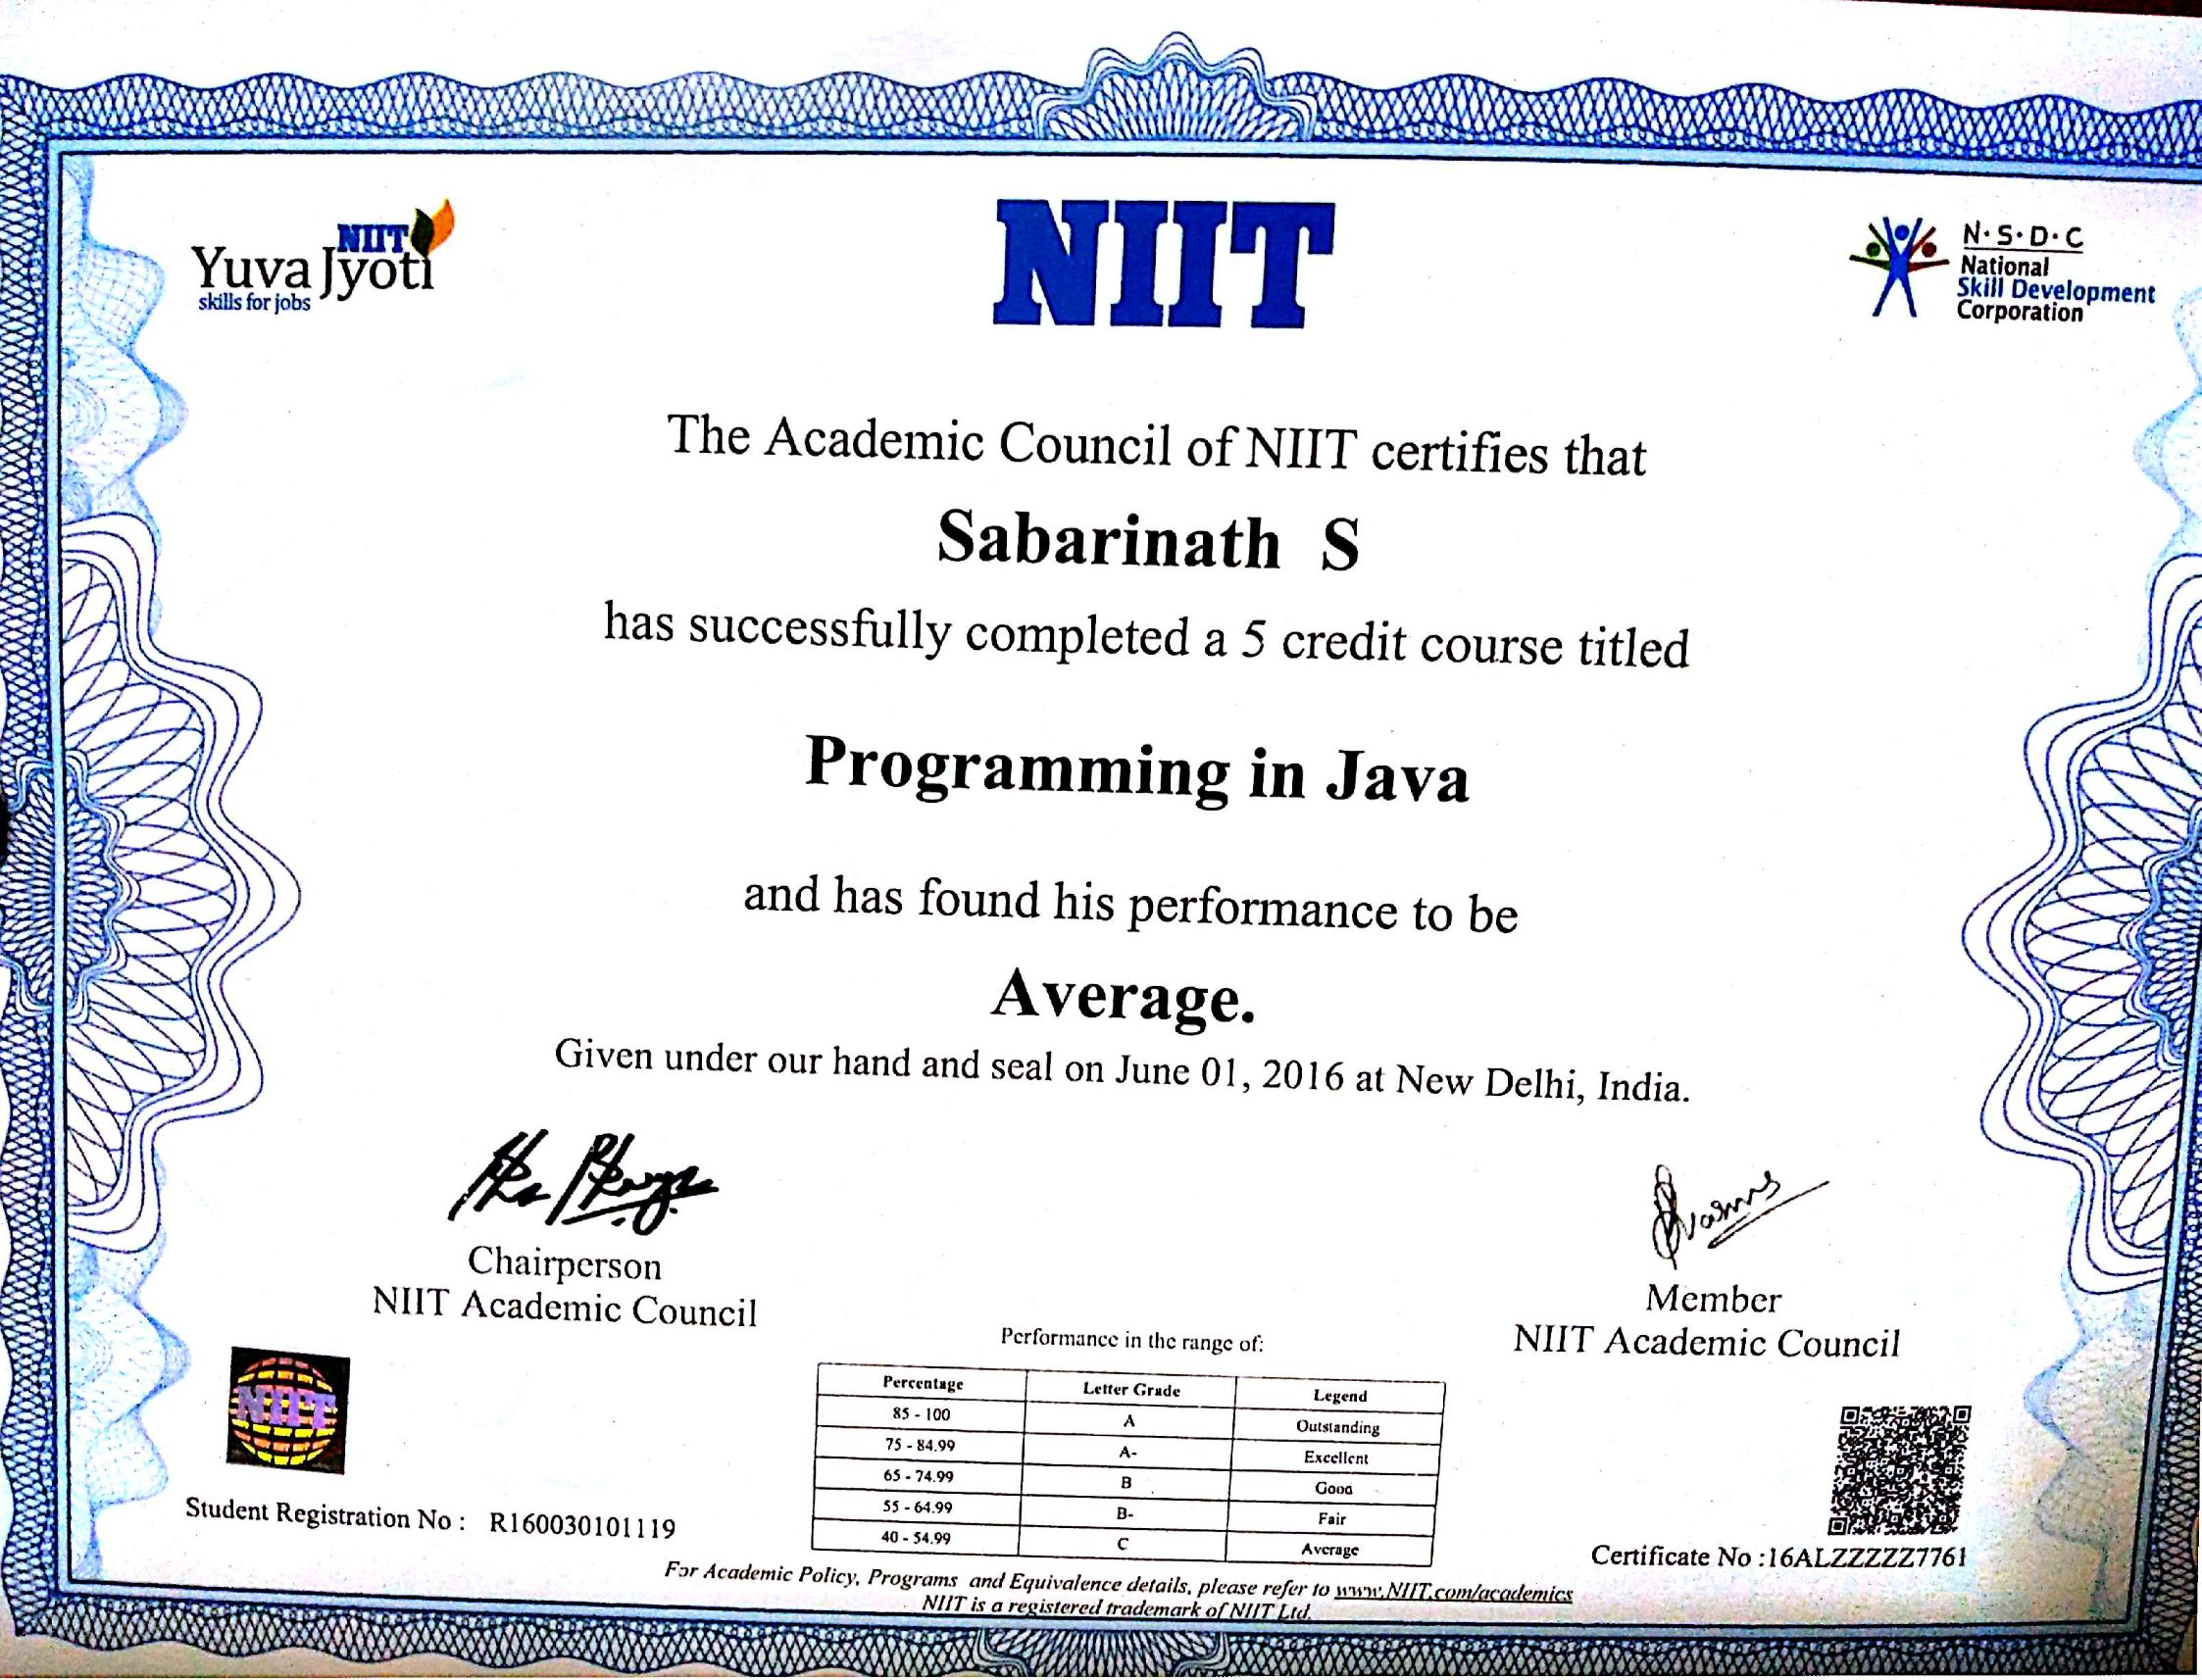 NIIT
Yuva Jyoti
skills for jobs
NIIT
N·S·D·C
National
Skill Development
Corporation
The Academic Council of NIIT certifies that
Sabarinath S
has successfully completed a 5 credit course titled
Programming in Java
and has found his performance to be
Average.
Given under our hand and seal on June 01, 2016 at New Delhi, India.
Chairperson
NIIT Academic Council
Member
NIIT Academic Council
Performance in the range of:
Percentage Letter Grade Legend
85 - 100 A Outstanding
75 - 84.99 A- Excellent
65 - 74.99 B Good
55 - 64.99 B- Fair
40 - 54.99 C Average
NIIT
Student Registration No : R160030101119
Certificate No :16ALZZZZZ7761
For Academic Policy, Programs and Equivalence details, please refer to www.NIIT.com/academics
NIIT is a registered trademark of NIIT Ltd.